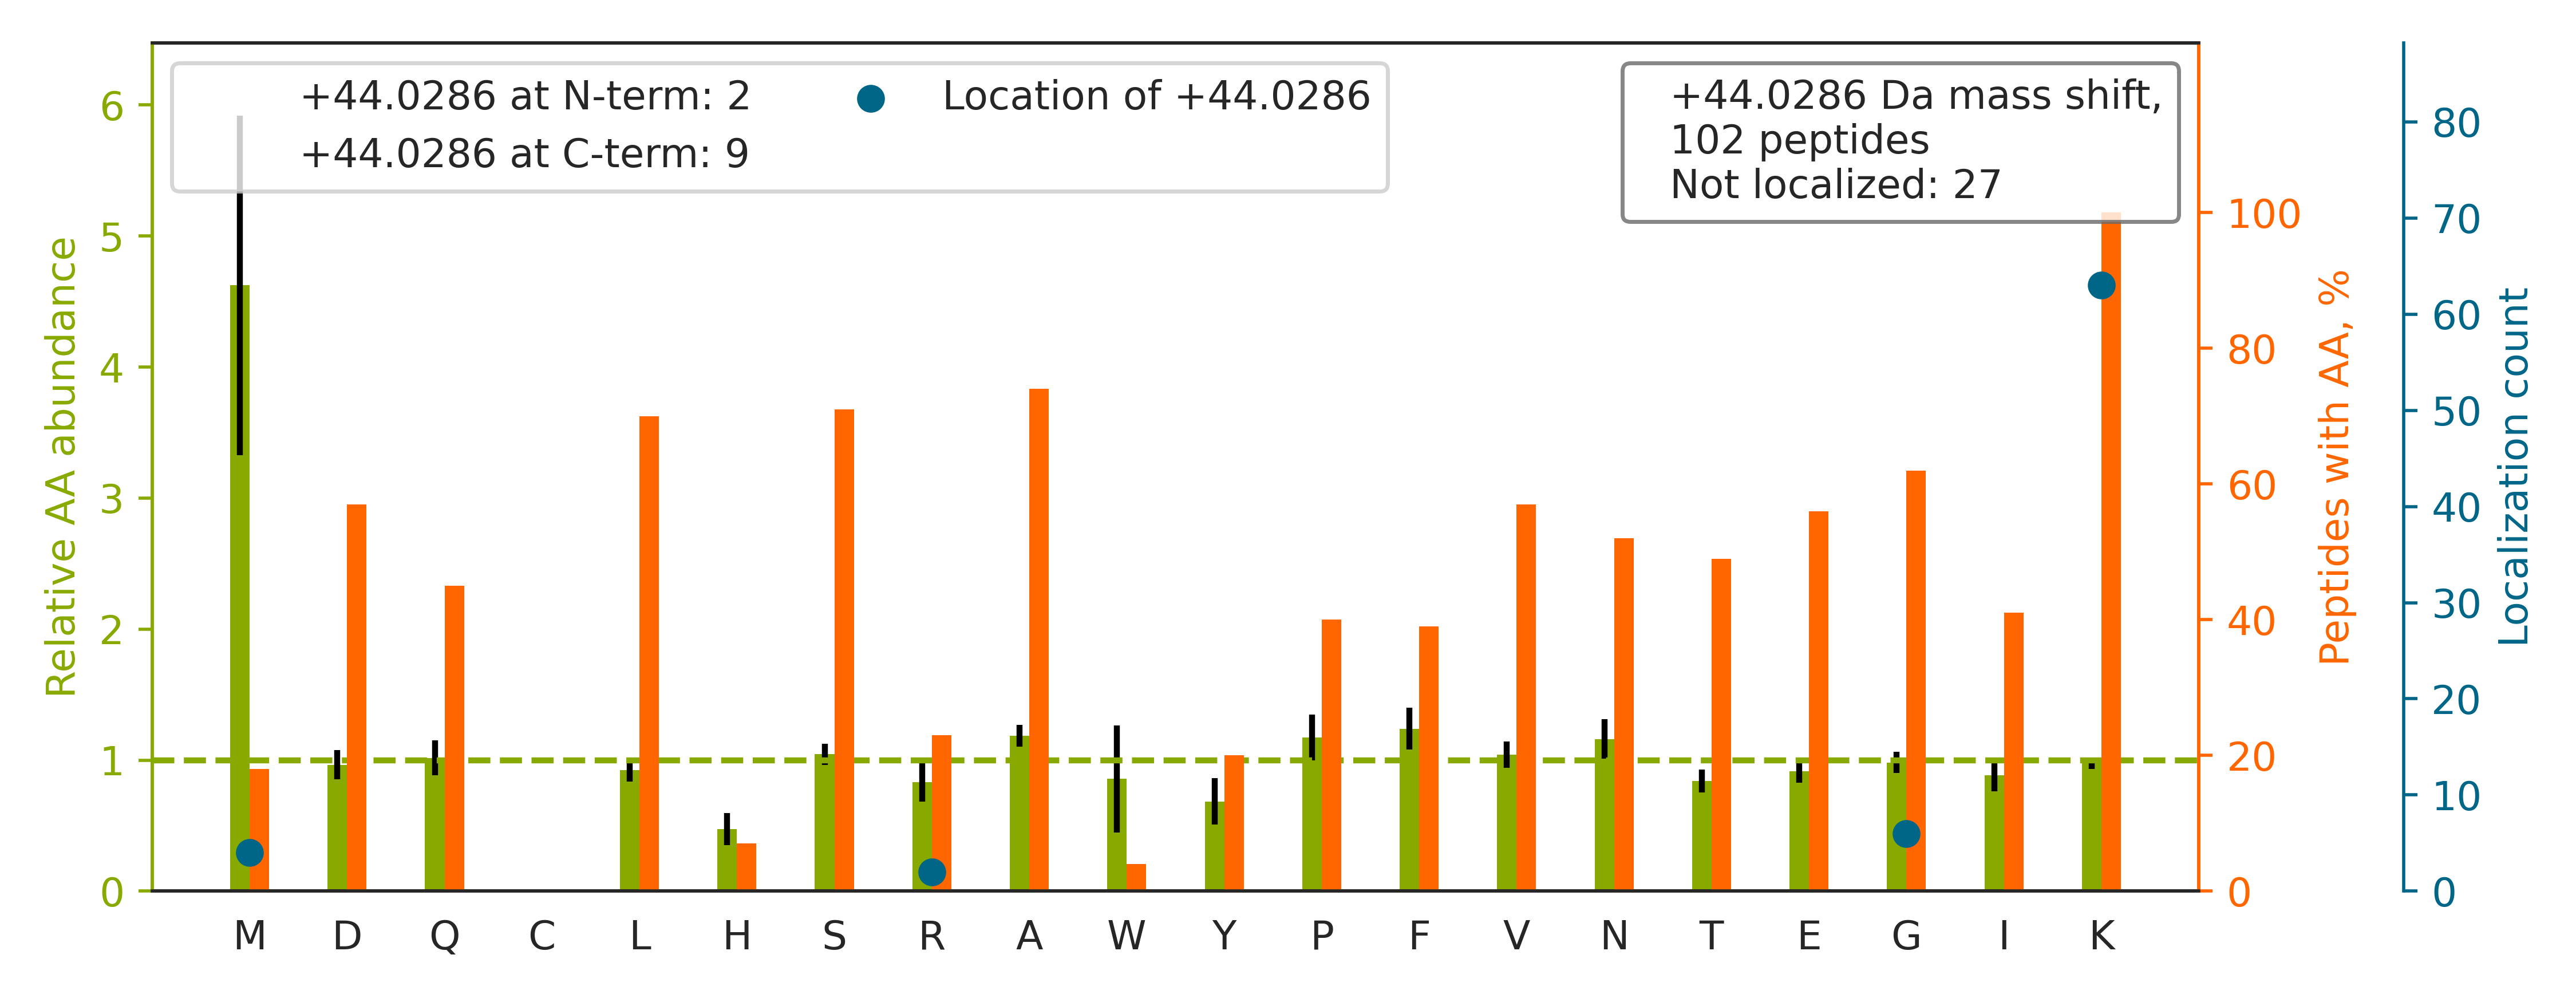 +44.0286 at N-term: 2
+44.0286 at C-term: 9
Location of +44.0286
+44.0286 Da mass shift,
102 peptides
Not localized: 27
Relative AA abundance
6
5
4
3
2
1
0
M D Q C L H S R A W Y P F V N T E G I K
100
80
60
40
20
0
Peptides with AA, %
80
70
60
50
40
30
20
10
0
Localization count